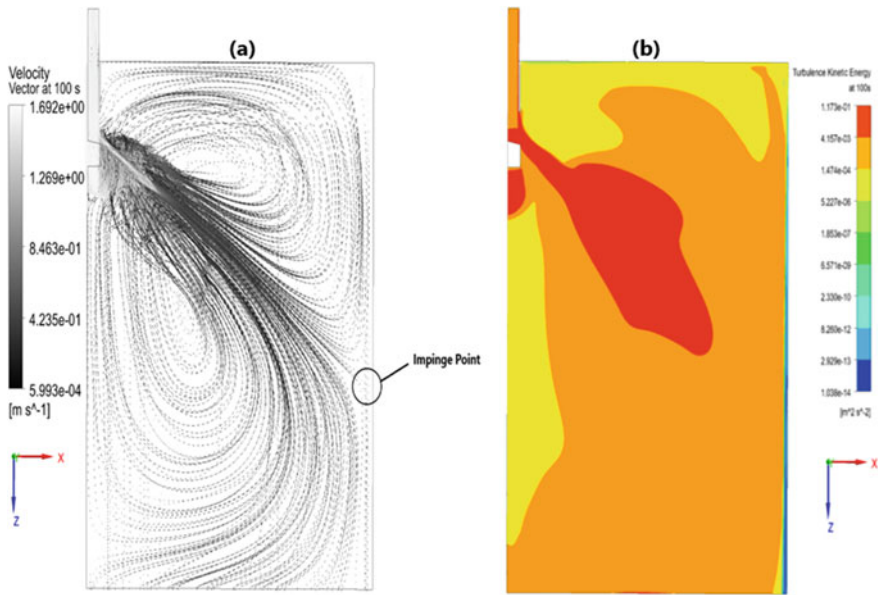 (a)
Velocity
Vector at 100 s
1.692e+00
1.269e+00
8.463e-01
4.235e-01
5.993e-04
[m s^-1]
X
Z
Impinge Point
(b)
Turbulence Kinetic Energy
at 100s
1.173e-01
4.157e-03
1.474e-04
5.227e-06
1.853e-07
6.571e-09
2.330e-10
8.260e-12
2.929e-13
1.038e-14
[m^2 s^-2]
X
Z